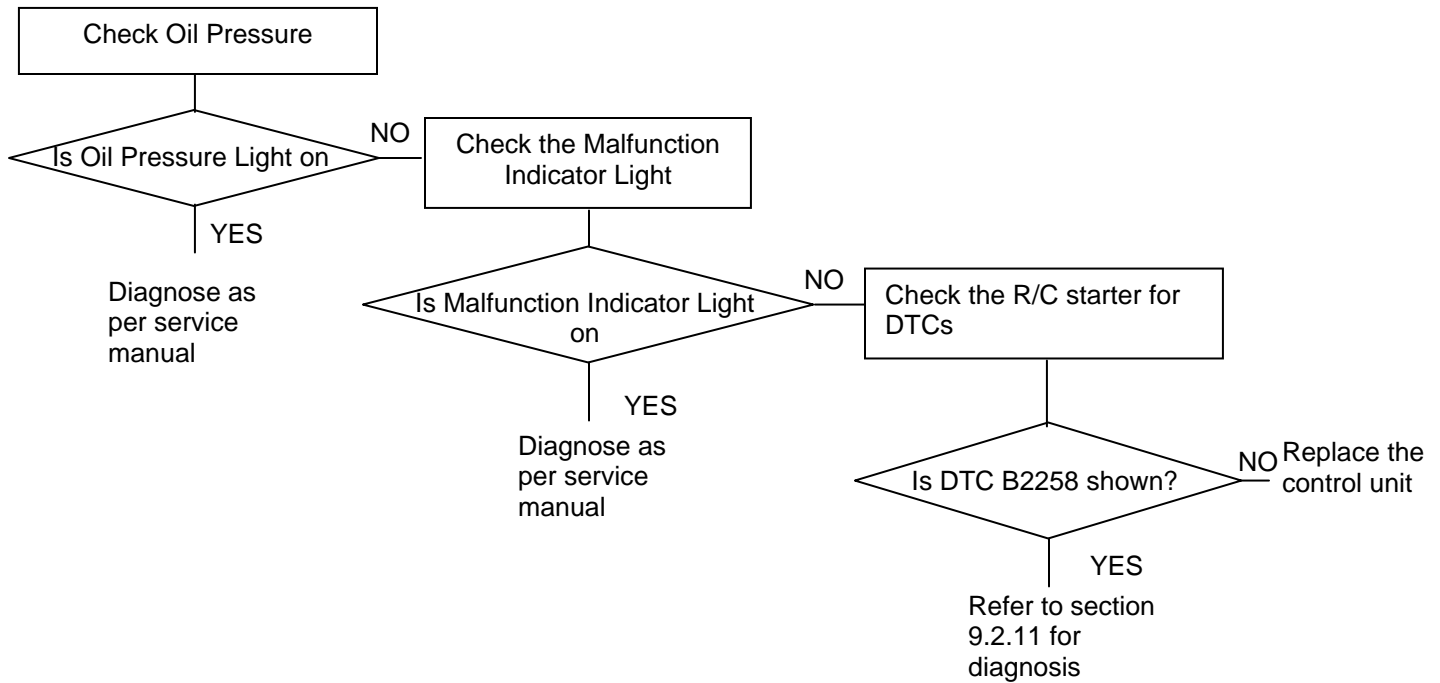 Check Oil Pressure
Is Oil Pressure Light on
NO
YES
Diagnose as
per service
manual
Check the Malfunction
Indicator Light
Is Malfunction Indicator Light
on
NO
YES
Diagnose as
per service
manual
Check the R/C starter for
DTCs
Is DTC B2258 shown?
NO
Replace the
control unit
YES
Refer to section
9.2.11 for
diagnosis